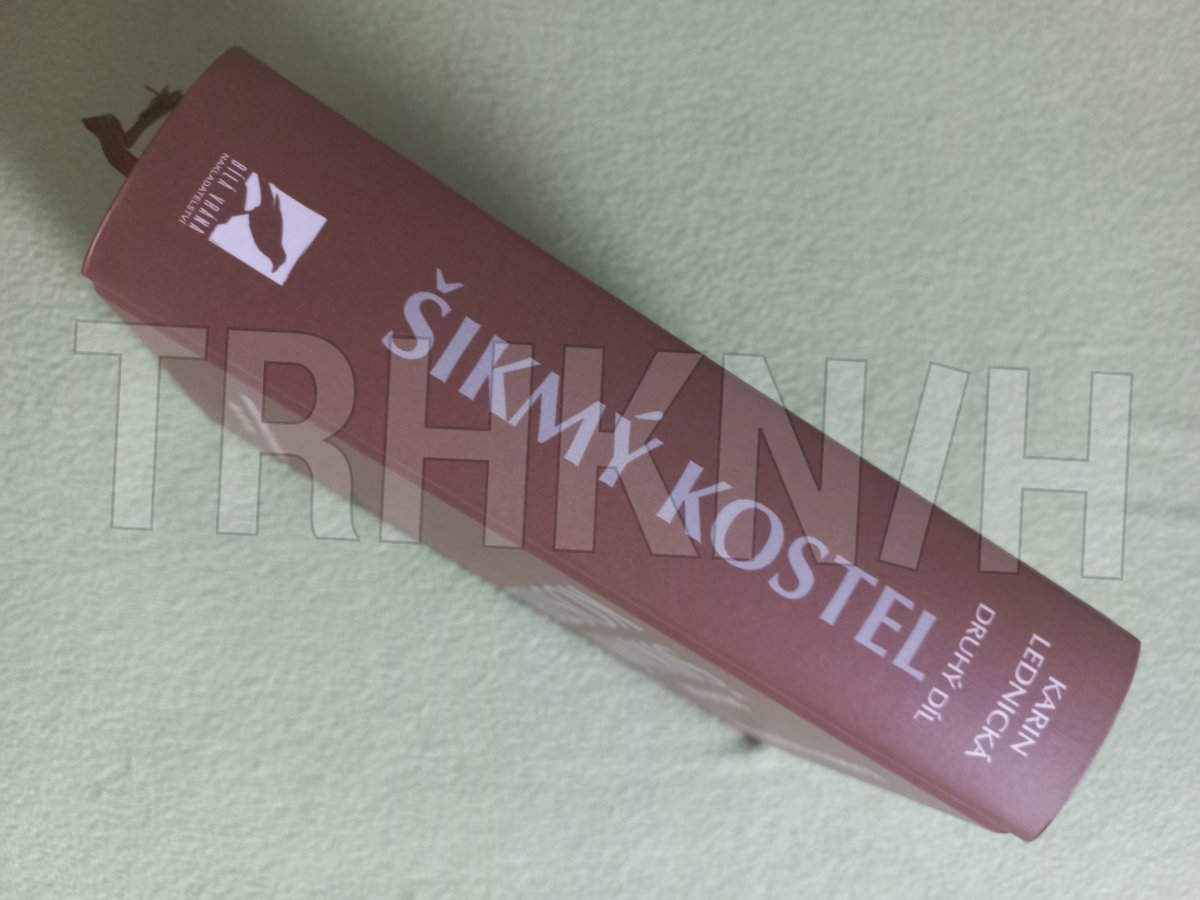 KARIN
LEDNICKÁ
DRUHÝ DÍL
ŠIKMÝ KOSTEL
BÍLÁ VRÁNA
NAKLADATELSTVÍ
TRHKNIH